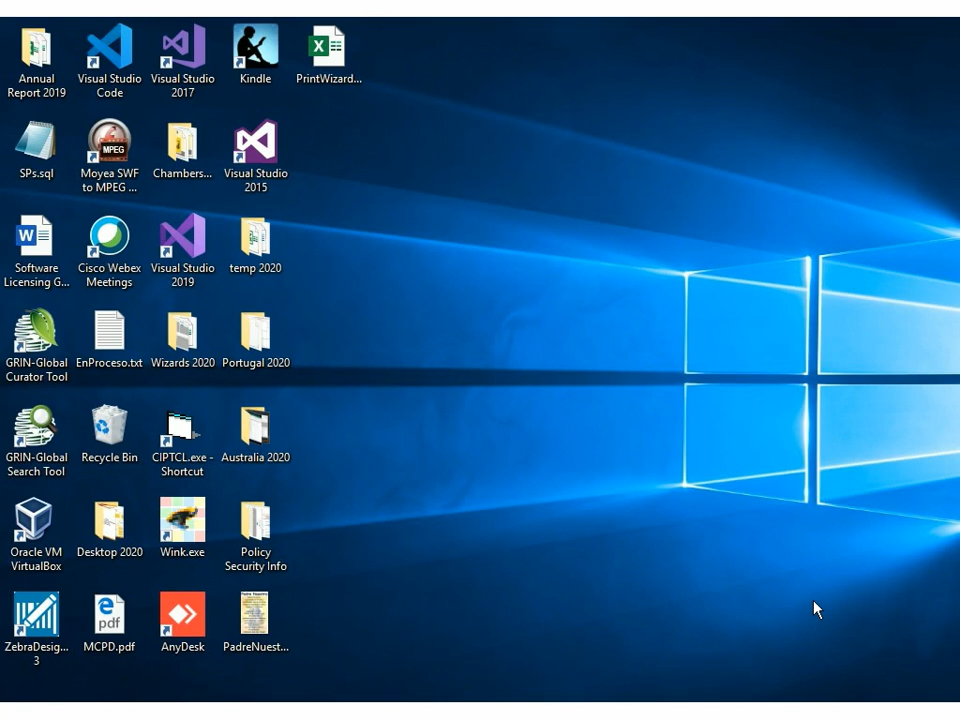 Annual
Report 2019
Visual Studio
Code
Visual Studio
2017
Kindle
PrintWizard...
SPs.sql
MPEG
Moyea SWF
to MPEG ...
Chambers...
Visual Studio
2015
Software
Licensing G...
Cisco Webex
Meetings
Visual Studio
2019
temp 2020
GRIN-Global
Curator Tool
EnProceso.txt
Wizards 2020
Portugal 2020
GRIN-Global
Search Tool
Recycle Bin
CIPTCL.exe -
Shortcut
Australia 2020
Oracle VM
VirtualBox
Desktop 2020
Wink.exe
Policy
Security Info
ZebraDesig...
3
pdf
MCPD.pdf
AnyDesk
PadreNuest...